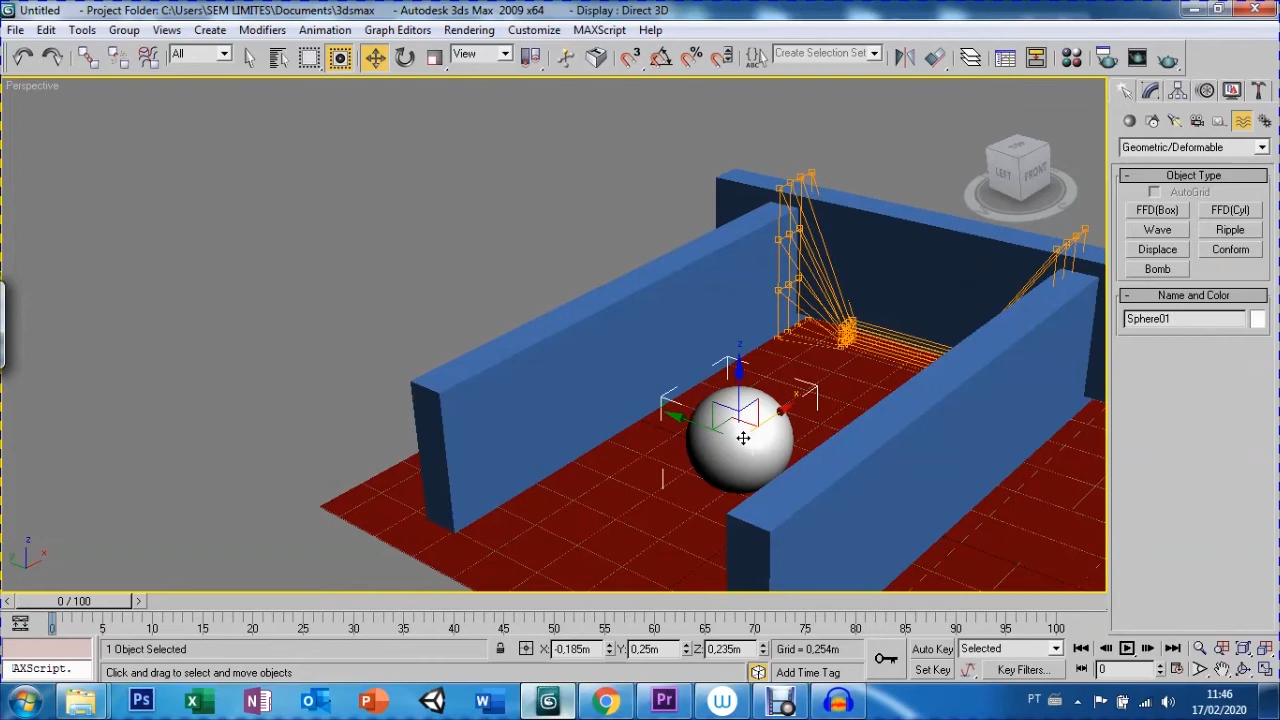 Untitled - Project Folder: C:\Users\SEM LIMITES\Documents\3dsmax - Autodesk 3ds Max 2009 x64 - Display : Direct 3D
File Edit Tools Group Views Create Modifiers Animation Graph Editors Rendering Customize MAXScript Help
All View Create Selection Set
Perspective
TOP
LEFT FRONT
Geometric/Deformable
- Object Type
AutoGrid
FFD(Box) FFD(Cyl)
Wave Ripple
Displace Conform
Bomb
- Name and Color
Sphere01
z
x
z
x
y
< 0 / 100 >
0 5 10 15 20 25 30 35 40 45 50 55 60 65 70 75 80 85 90 95 100
1 Object Selected X: -0,185m Y: 0,25m Z: 0,235m Grid = 0,254m Auto Key Selected
AXScript. Click and drag to select and move objects Add Time Tag Set Key Key Filters... 0
Ps X N O P W Pr W PT 11:46
17/02/2020